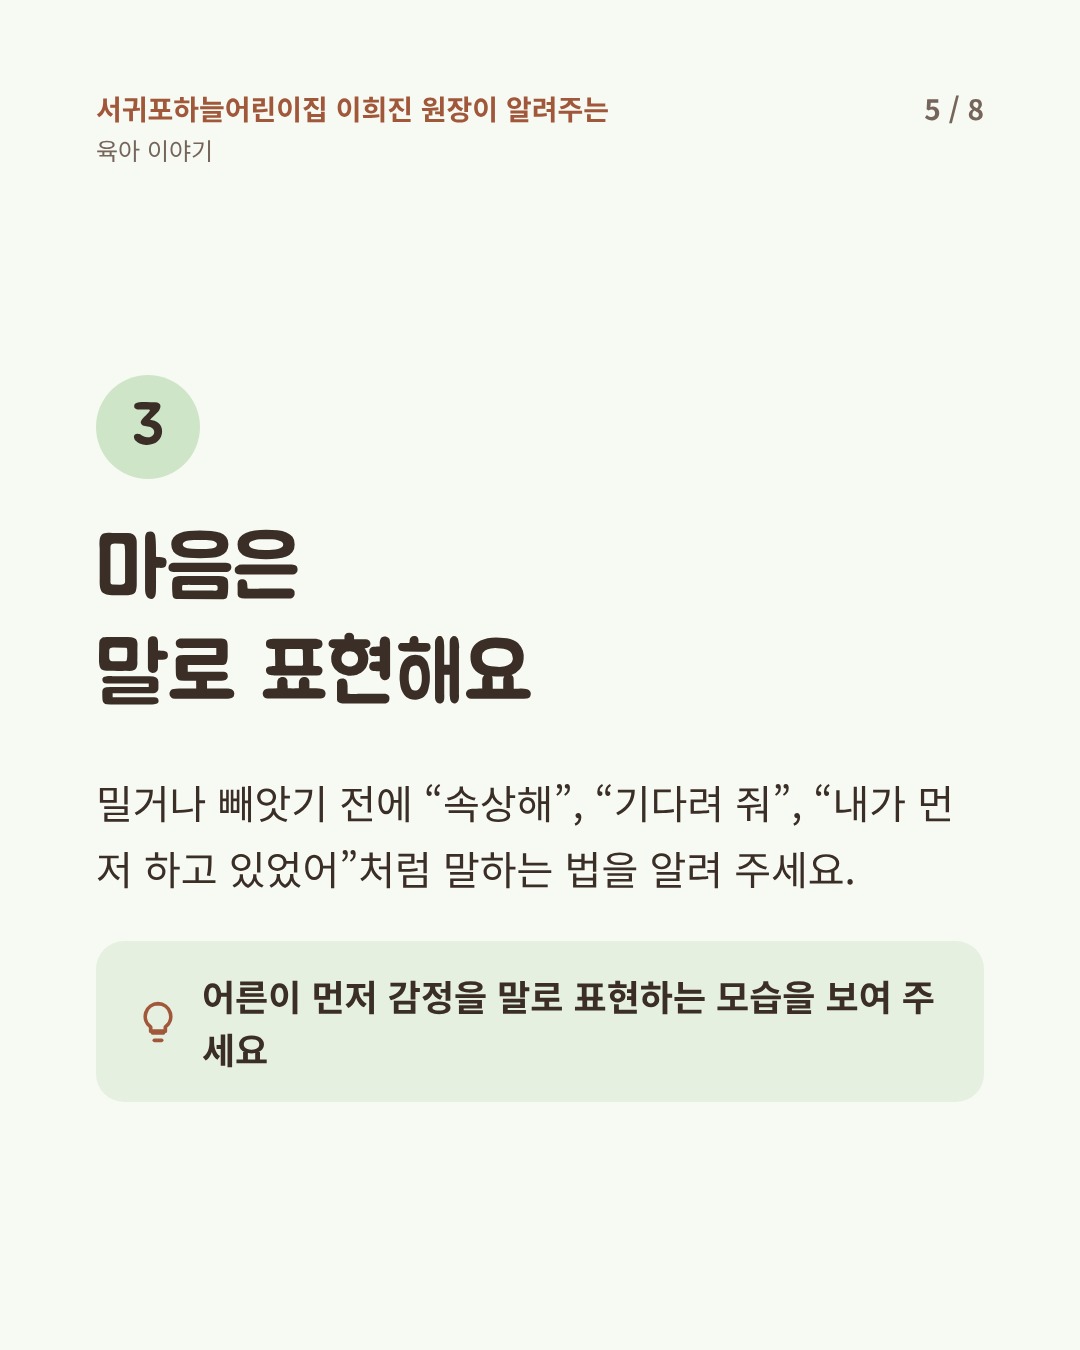 서귀포하늘어린이집 이희진 원장이 알려주는
5 / 8
육아 이야기
3
마음은
말로 표현해요
밀거나 빼앗기 전에 “속상해”, “기다려 줘”, “내가 먼
저 하고 있었어”처럼 말하는 법을 알려 주세요.
어른이 먼저 감정을 말로 표현하는 모습을 보여 주
세요